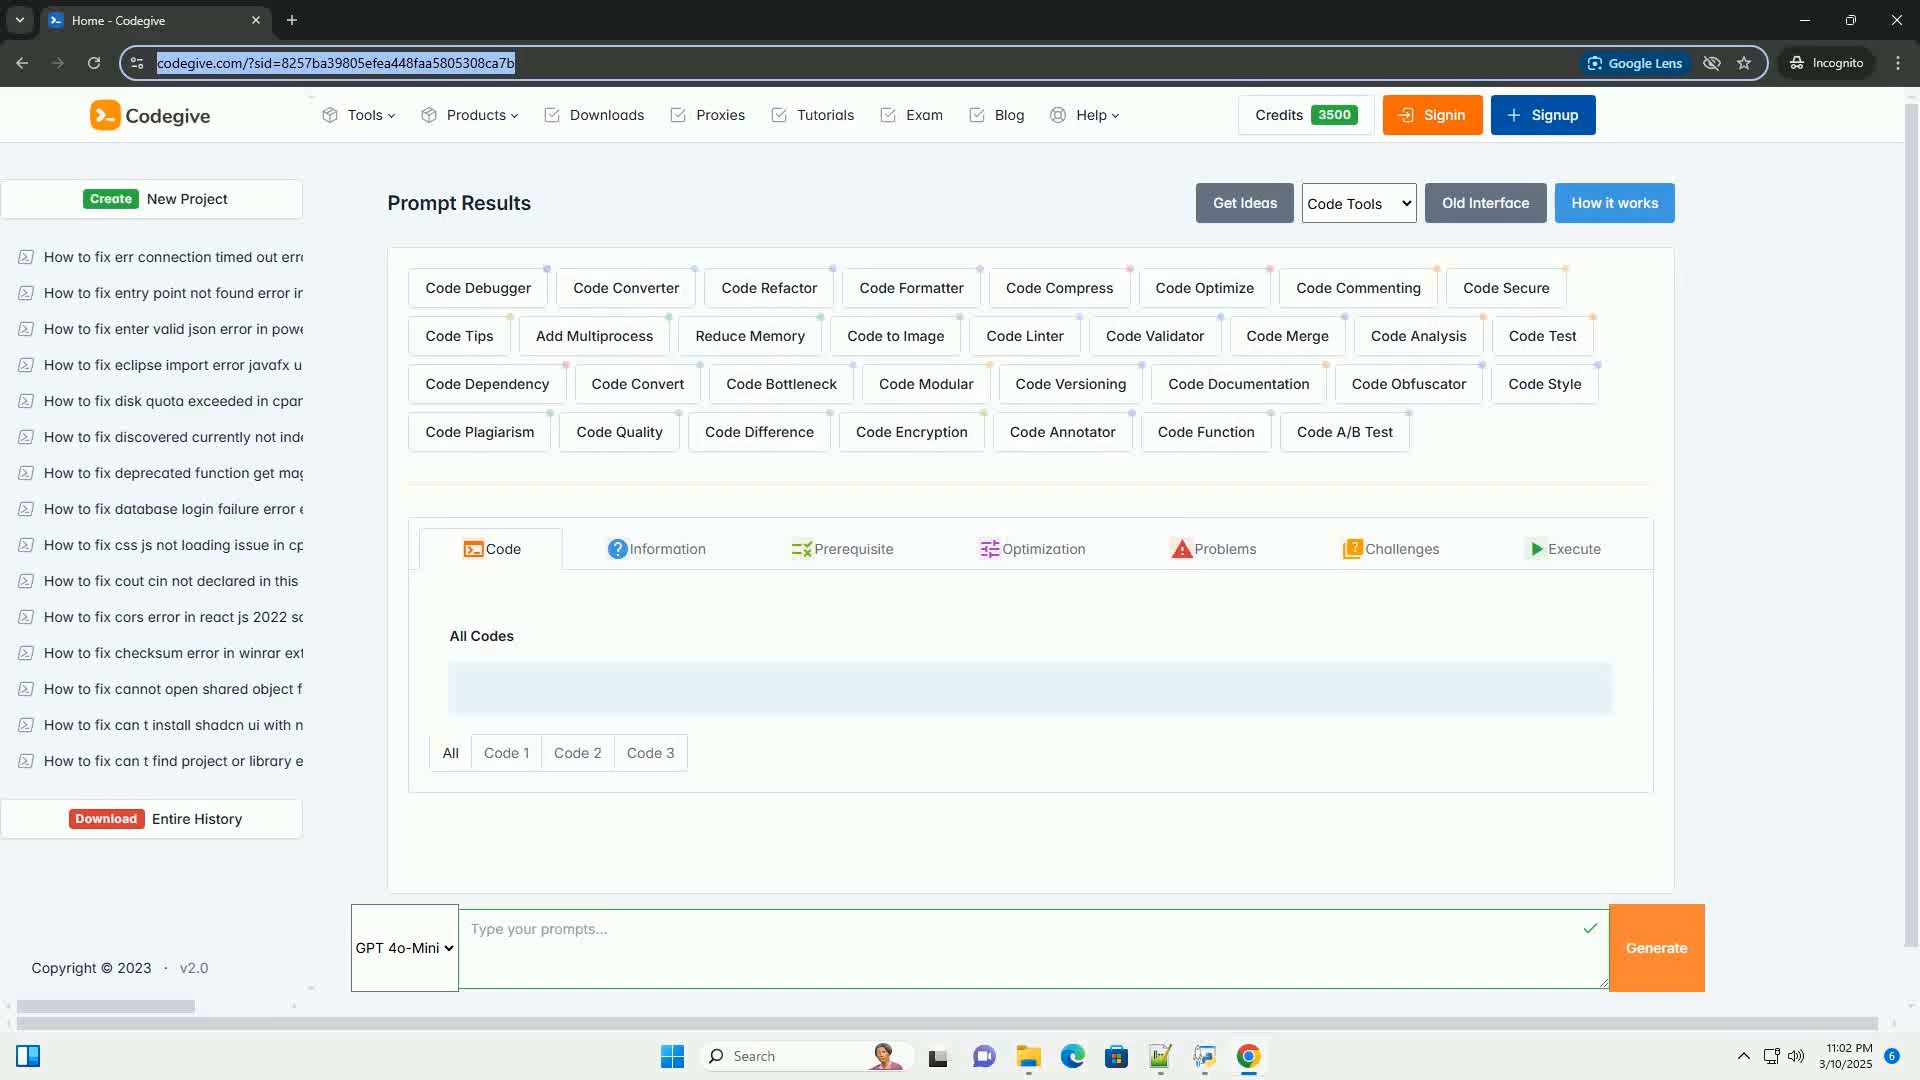 Home - Codegive
codegive.com/?sid=8257ba39805efea448faa5805308ca7b
Google Lens
Incognito
Codegive
Tools
Products
Downloads
Proxies
Tutorials
Exam
Blog
Help
Credits 3500
Signin
Signup
Create New Project
How to fix err connection timed out erro
How to fix entry point not found error in
How to fix enter valid json error in powe
How to fix eclipse import error javafx u
How to fix disk quota exceeded in cpan
How to fix discovered currently not inde
How to fix deprecated function get mag
How to fix database login failure error e
How to fix css js not loading issue in cp
How to fix cout cin not declared in this
How to fix cors error in react js 2022 so
How to fix checksum error in winrar ext
How to fix cannot open shared object f
How to fix can t install shadcn ui with n
How to fix can t find project or library e
Download Entire History
Copyright © 2023 · v2.0
Prompt Results
Get Ideas
Code Tools
Old Interface
How it works
Code Debugger
Code Converter
Code Refactor
Code Formatter
Code Compress
Code Optimize
Code Commenting
Code Secure
Code Tips
Add Multiprocess
Reduce Memory
Code to Image
Code Linter
Code Validator
Code Merge
Code Analysis
Code Test
Code Dependency
Code Convert
Code Bottleneck
Code Modular
Code Versioning
Code Documentation
Code Obfuscator
Code Style
Code Plagiarism
Code Quality
Code Difference
Code Encryption
Code Annotator
Code Function
Code A/B Test
Code
Information
Prerequisite
Optimization
Problems
Challenges
Execute
All Codes
All
Code 1
Code 2
Code 3
GPT 4o-Mini
Type your prompts...
Generate
Search
11:02 PM
3/10/2025
6